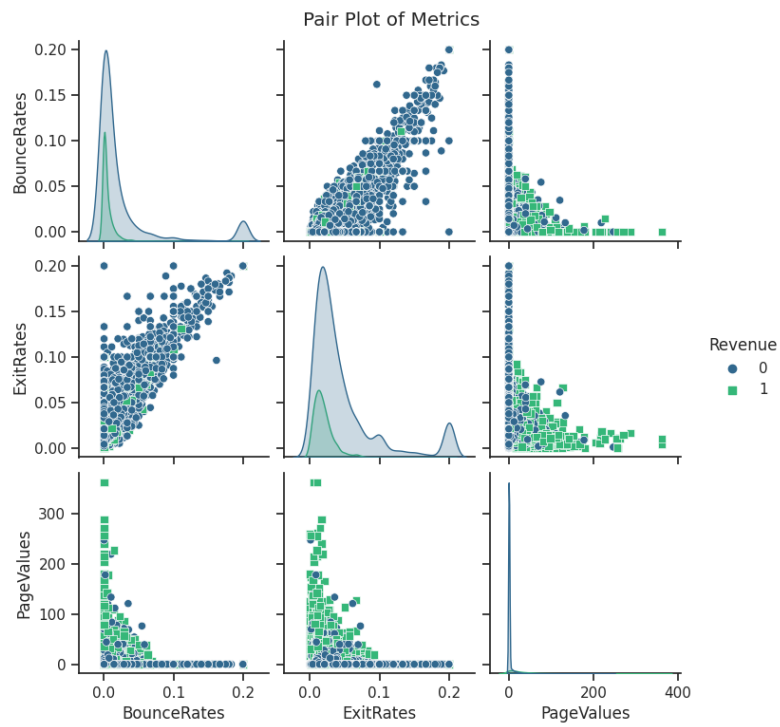 Pair Plot of Metrics
0.20
0.15
0.10
0.05
0.00
BounceRates
0.20
0.15
0.10
0.05
0.00
ExitRates
Revenue
0
1
300
200
100
0
PageValues
0.0 0.1 0.2
0.0 0.1 0.2
0 200 400
BounceRates
ExitRates
PageValues